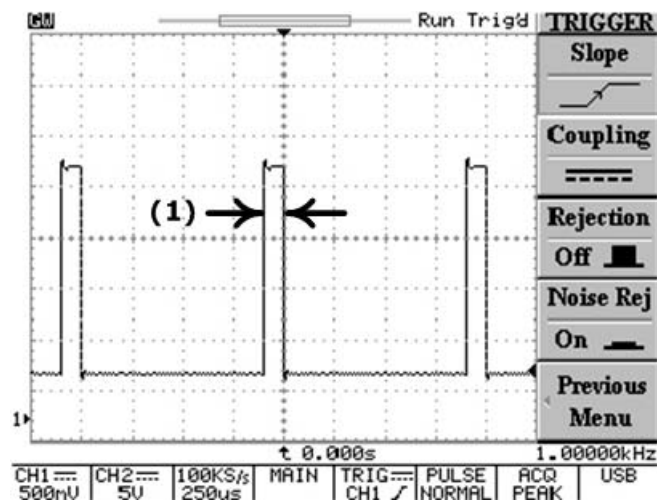 GW Run Trig'd TRIGGER
Slope
Coupling
(1)
Rejection
Off
Noise Rej
On
Previous
Menu
1
t 0.000s 1.00000kHz
CH1 CH2 100KS/s MAIN TRIG PULSE ACQ USB
500mV 5V 250us CH1 NORMAL PEAK